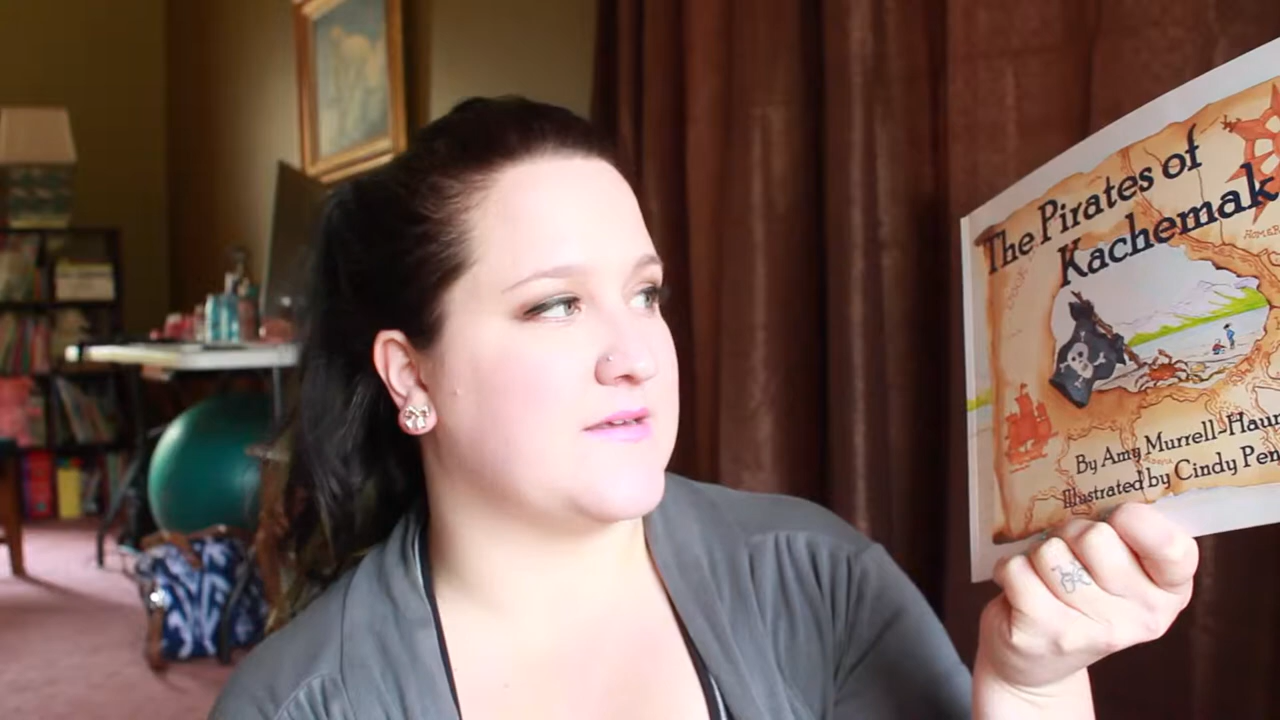 The Pirates of
Kachemak
By Amy Murrell-Haun
Illustrated by Cindy Pen